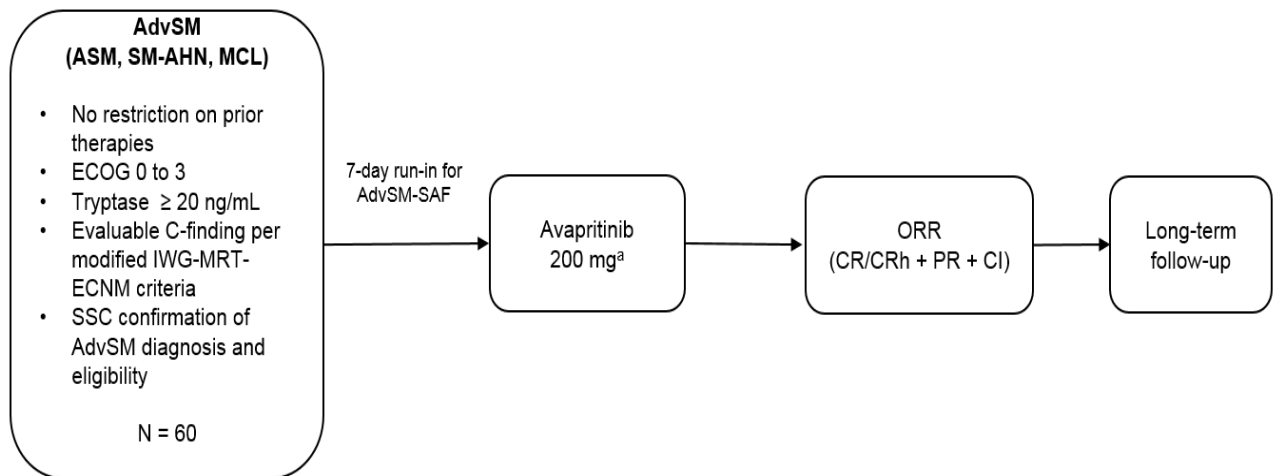 AdvSM
(ASM, SM-AHN, MCL)
• No restriction on prior
therapies
• ECOG 0 to 3
• Tryptase ≥ 20 ng/mL
• Evaluable C-finding per
modified IWG-MRT-
ECNM criteria
• SSC confirmation of
AdvSM diagnosis and
eligibility
N = 60
7-day run-in for
AdvSM-SAF
Avapritinib
200 mgᵃ
ORR
(CR/CRh + PR + CI)
Long-term
follow-up